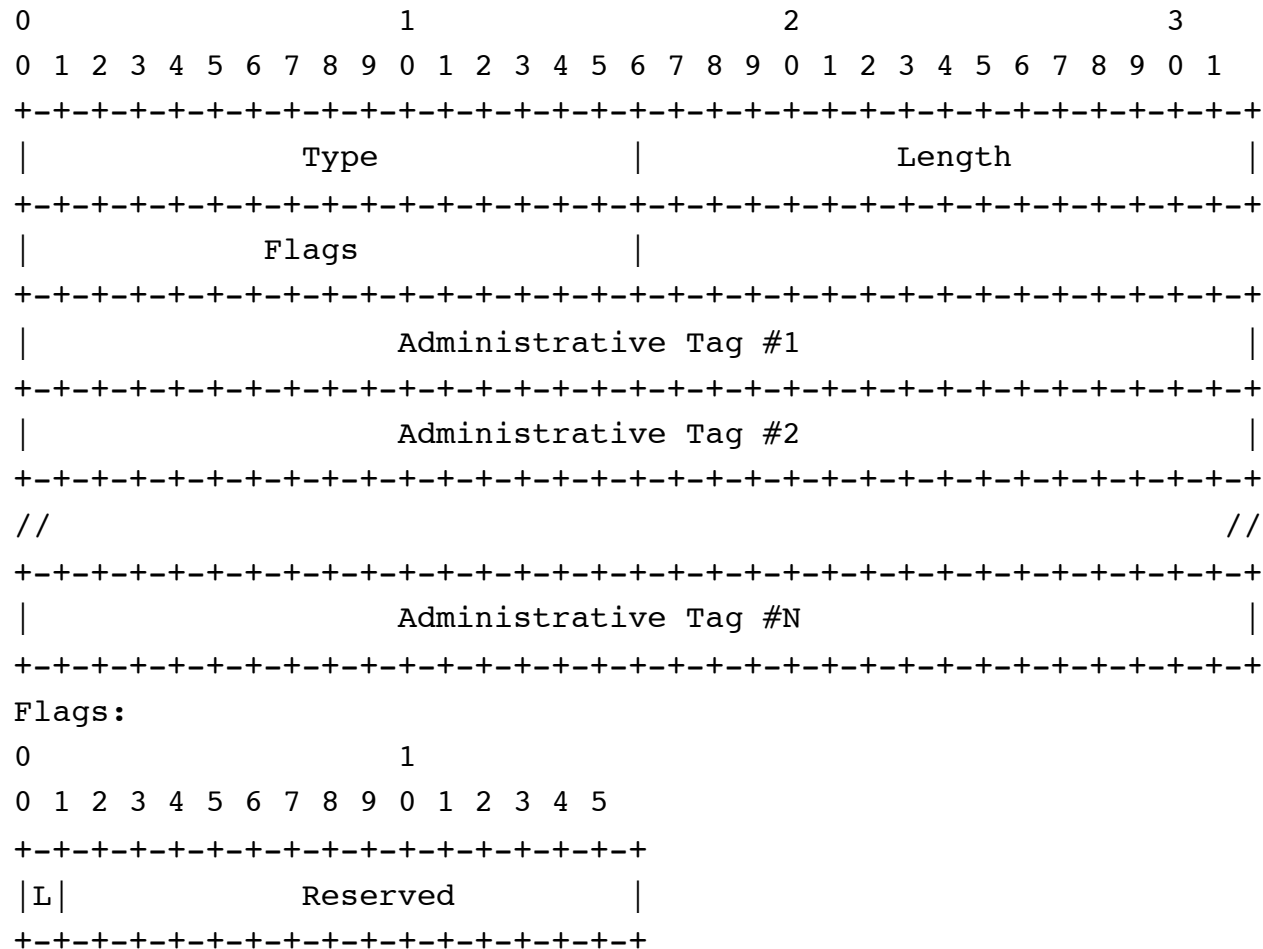 0                   1                   2                   3
0 1 2 3 4 5 6 7 8 9 0 1 2 3 4 5 6 7 8 9 0 1 2 3 4 5 6 7 8 9 0 1
+-+-+-+-+-+-+-+-+-+-+-+-+-+-+-+-+-+-+-+-+-+-+-+-+-+-+-+-+-+-+-+-+
|              Type             |             Length            |
+-+-+-+-+-+-+-+-+-+-+-+-+-+-+-+-+-+-+-+-+-+-+-+-+-+-+-+-+-+-+-+-+
|            Flags              |
+-+-+-+-+-+-+-+-+-+-+-+-+-+-+-+-+-+-+-+-+-+-+-+-+-+-+-+-+-+-+-+-+
|                   Administrative Tag #1                       |
+-+-+-+-+-+-+-+-+-+-+-+-+-+-+-+-+-+-+-+-+-+-+-+-+-+-+-+-+-+-+-+-+
|                   Administrative Tag #2                       |
+-+-+-+-+-+-+-+-+-+-+-+-+-+-+-+-+-+-+-+-+-+-+-+-+-+-+-+-+-+-+-+-+
//                                                             //
+-+-+-+-+-+-+-+-+-+-+-+-+-+-+-+-+-+-+-+-+-+-+-+-+-+-+-+-+-+-+-+-+
|                   Administrative Tag #N                       |
+-+-+-+-+-+-+-+-+-+-+-+-+-+-+-+-+-+-+-+-+-+-+-+-+-+-+-+-+-+-+-+-+
Flags:
0                   1
0 1 2 3 4 5 6 7 8 9 0 1 2 3 4 5
+-+-+-+-+-+-+-+-+-+-+-+-+-+-+-+-+
|L|            Reserved         |
+-+-+-+-+-+-+-+-+-+-+-+-+-+-+-+-+